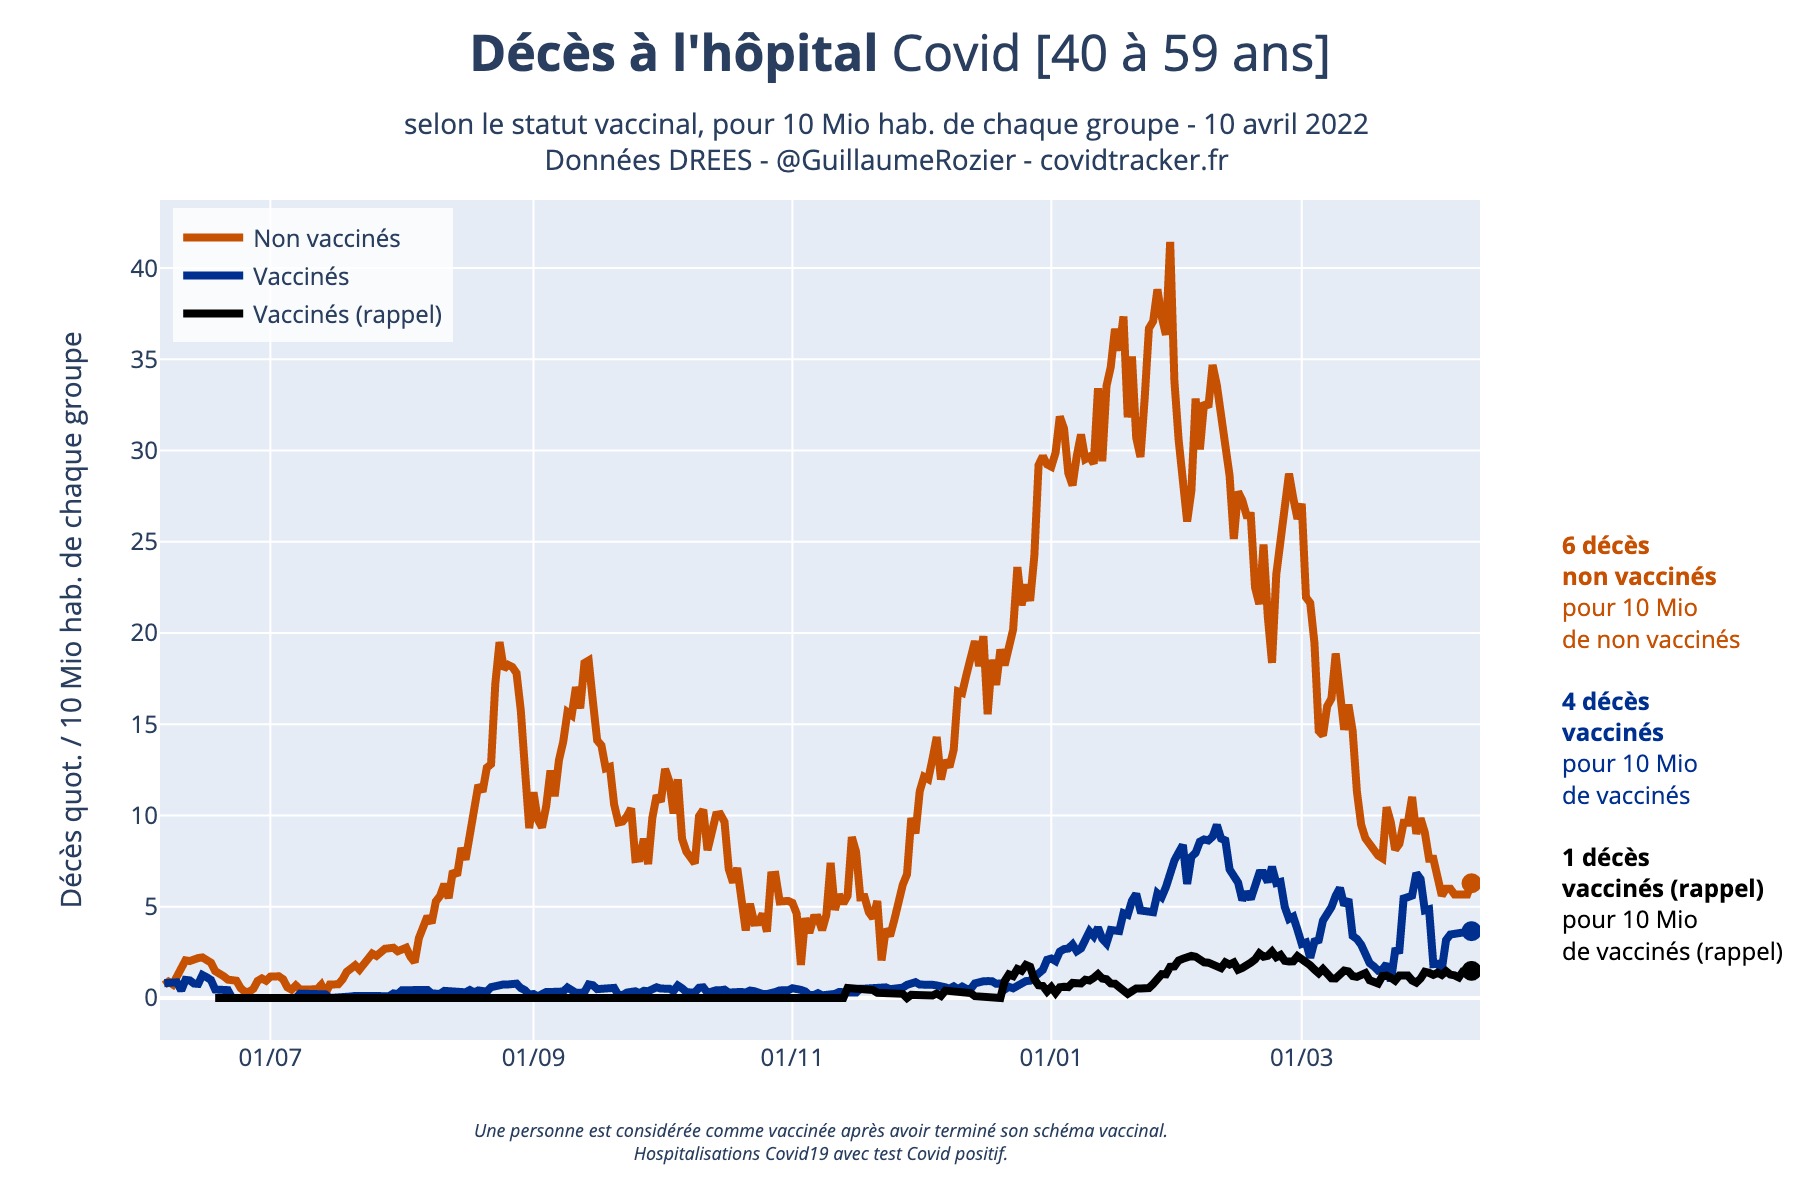 Décès à l'hôpital Covid [40 à 59 ans]
selon le statut vaccinal, pour 10 Mio hab. de chaque groupe - 10 avril 2022
Données DREES - @GuillaumeRozier - covidtracker.fr
Non vaccinés
Vaccinés
Vaccinés (rappel)
Décès quot. / 10 Mio hab. de chaque groupe
40
35
30
25
20
15
10
5
0
01/07
01/09
01/11
01/01
01/03
6 décès
non vaccinés
pour 10 Mio
de non vaccinés
4 décès
vaccinés
pour 10 Mio
de vaccinés
1 décès
vaccinés (rappel)
pour 10 Mio
de vaccinés (rappel)
Une personne est considérée comme vaccinée après avoir terminé son schéma vaccinal.
Hospitalisations Covid19 avec test Covid positif.